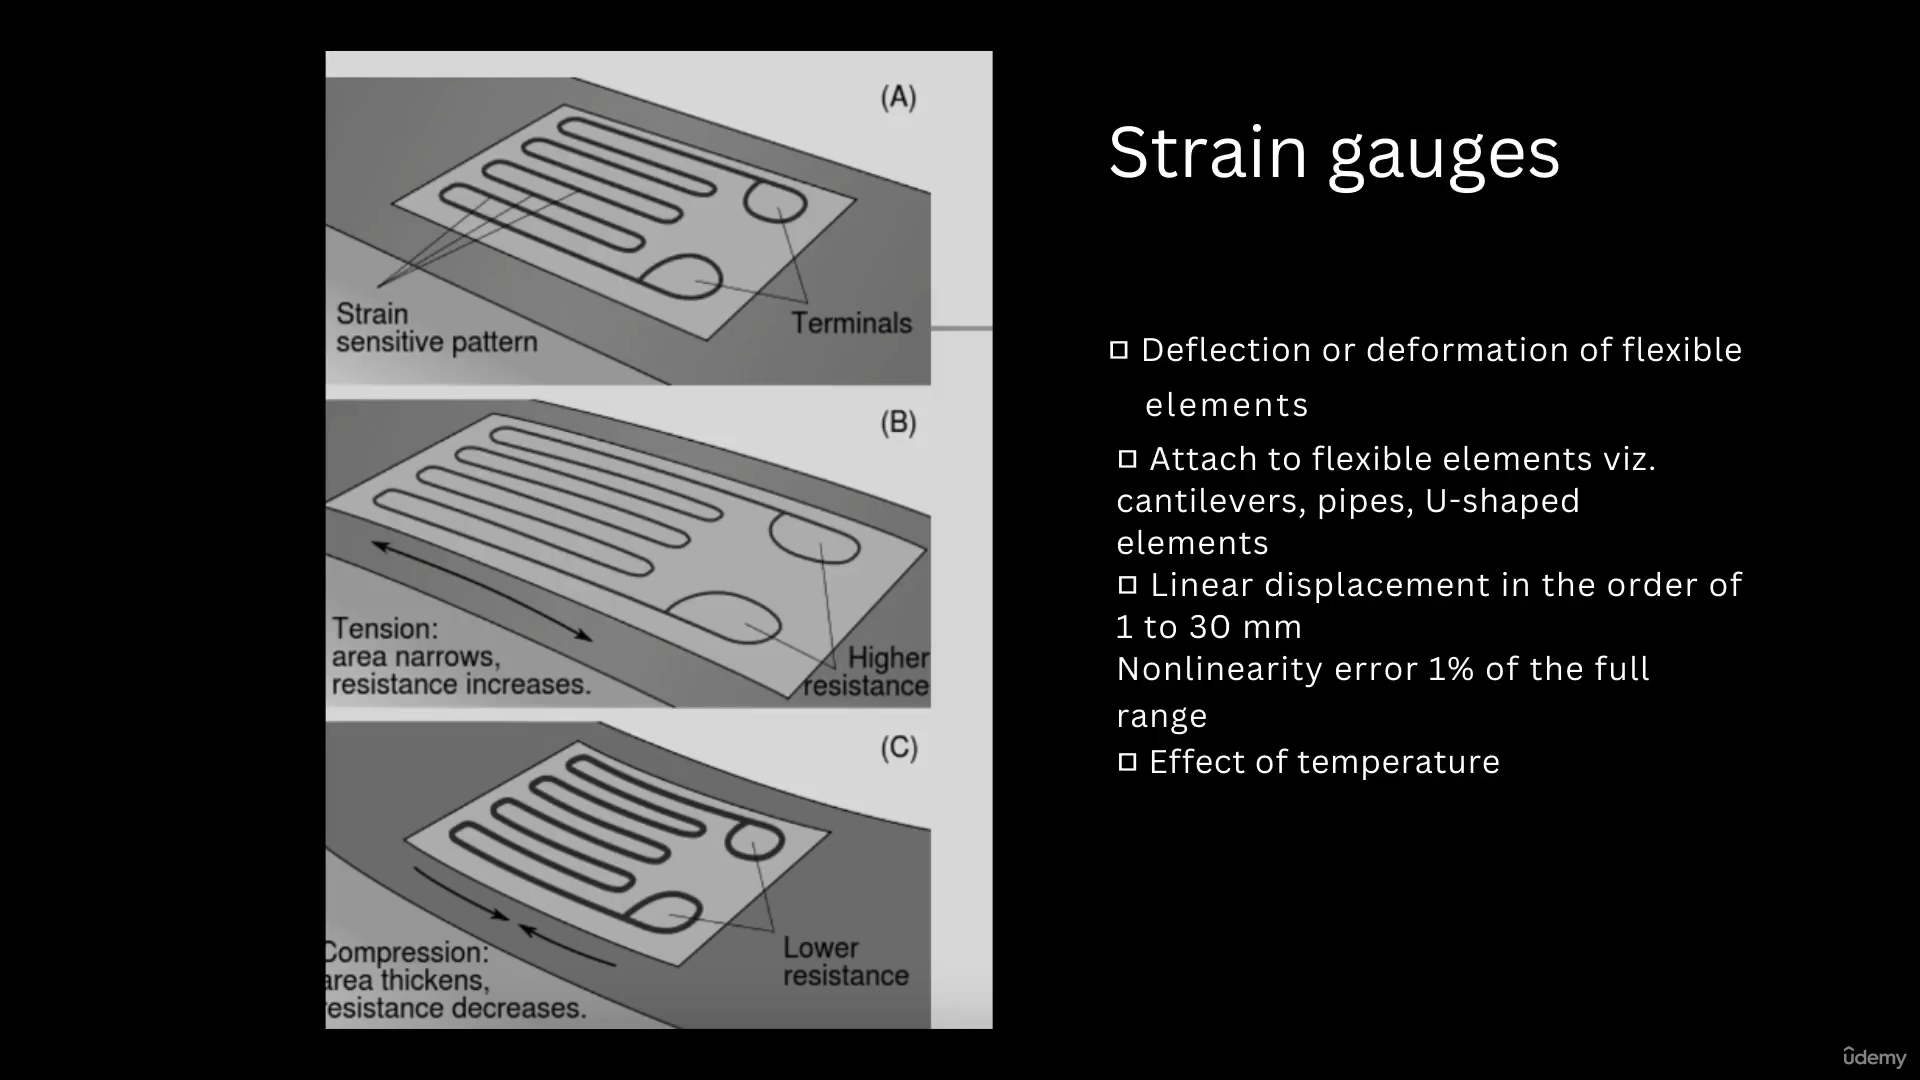 (A)
Strain
sensitive pattern
Terminals
(B)
Tension:
area narrows,
resistance increases.
Higher
resistance
(C)
Compression:
area thickens,
resistance decreases.
Lower
resistance
Strain gauges
□ Deflection or deformation of flexible
elements
□ Attach to flexible elements viz.
cantilevers, pipes, U-shaped
elements
□ Linear displacement in the order of
1 to 30 mm
Nonlinearity error 1% of the full
range
□ Effect of temperature
ûdemy